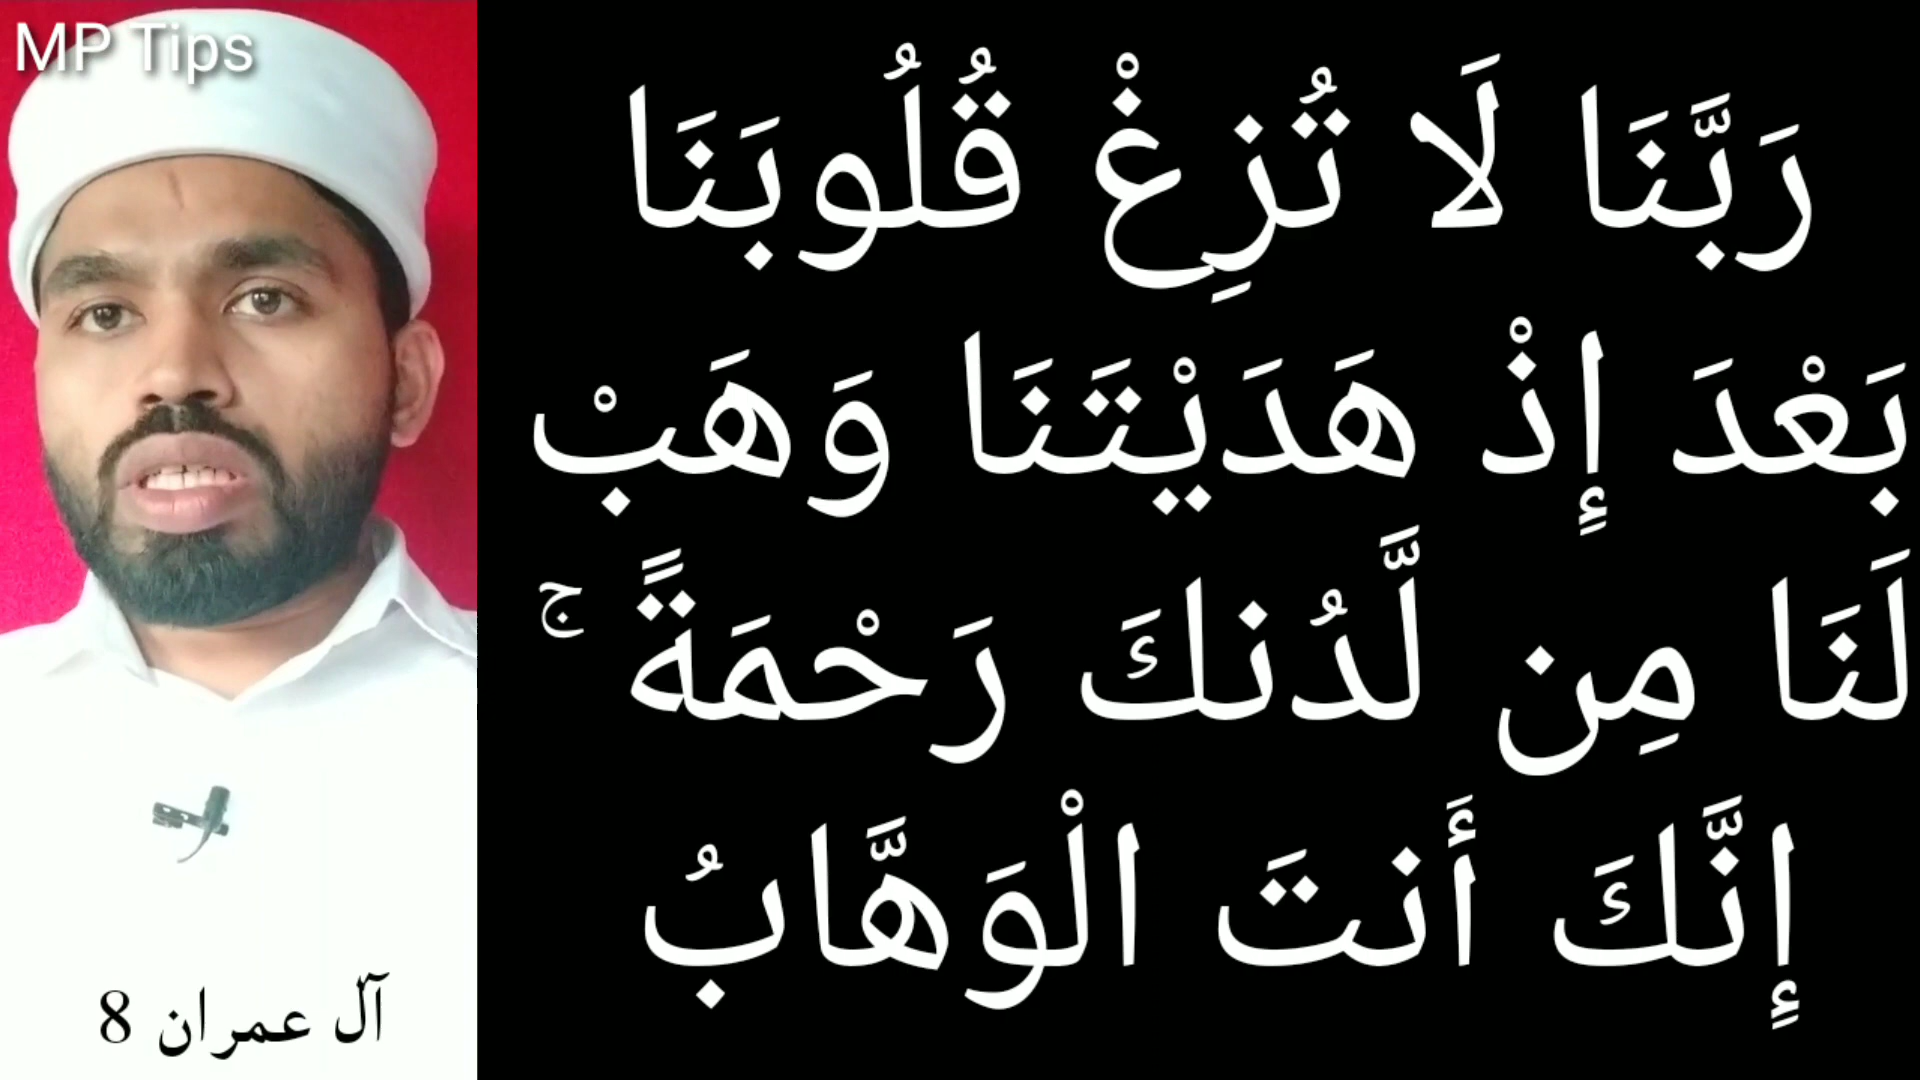 MP Tips
رَبَّنَا لَا تُزِغْ قُلُوبَنَا
بَعْدَ إِذْ هَدَيْتَنَا وَهَبْ
لَنَا مِن لَّدُنكَ رَحْمَةً ۚ
إِنَّكَ أَنتَ الْوَهَّابُ
آل عمران 8